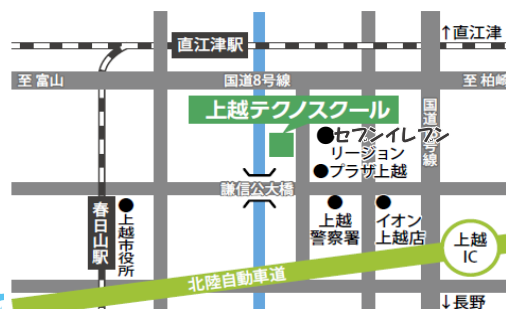 直江津駅
↑直江津
至 富山
国道8号線
至 柏崎
上越テクノスクール
国道
号線
セブンイレブン
リージョン
プラザ上越
謙信公大橋
春日山駅
上越市役所
上越
警察署
イオン
上越店
上越
IC
北陸自動車道
↓長野